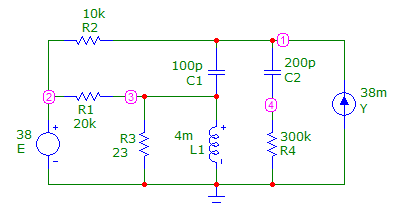 10k
R2
1
100p
C1
200p
C2
2
3
4
38m
Y
R1
20k
38
E
R3
23
4m
L1
300k
R4
+
-
+
-